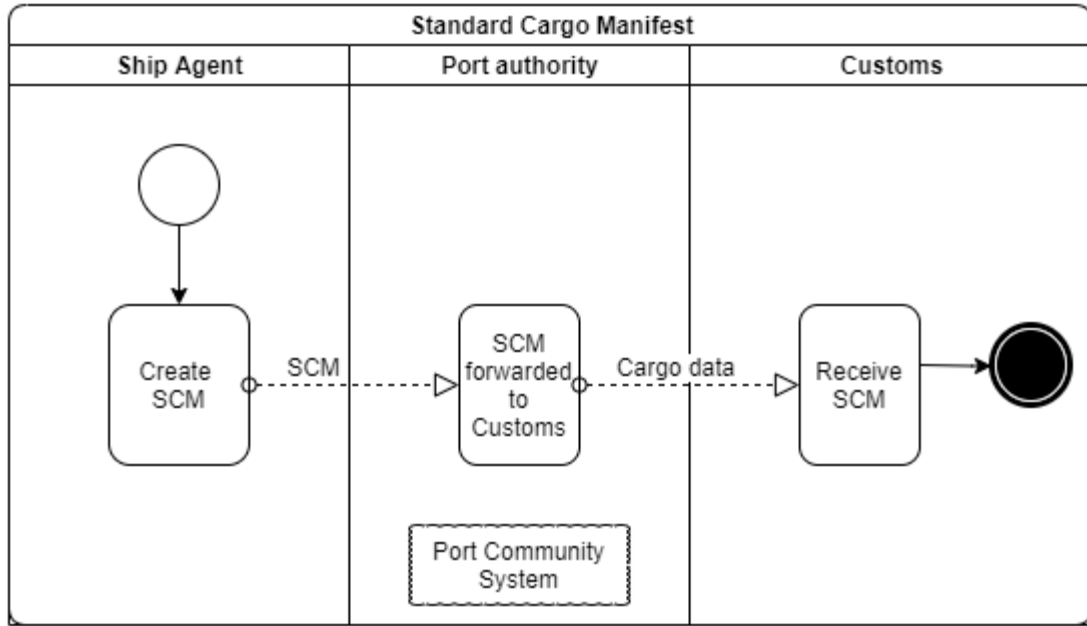 Standard Cargo Manifest
Ship Agent
Port authority
Customs
Create
SCM
SCM
SCM
forwarded
to
Customs
Cargo data
Receive
SCM
Port Community
System